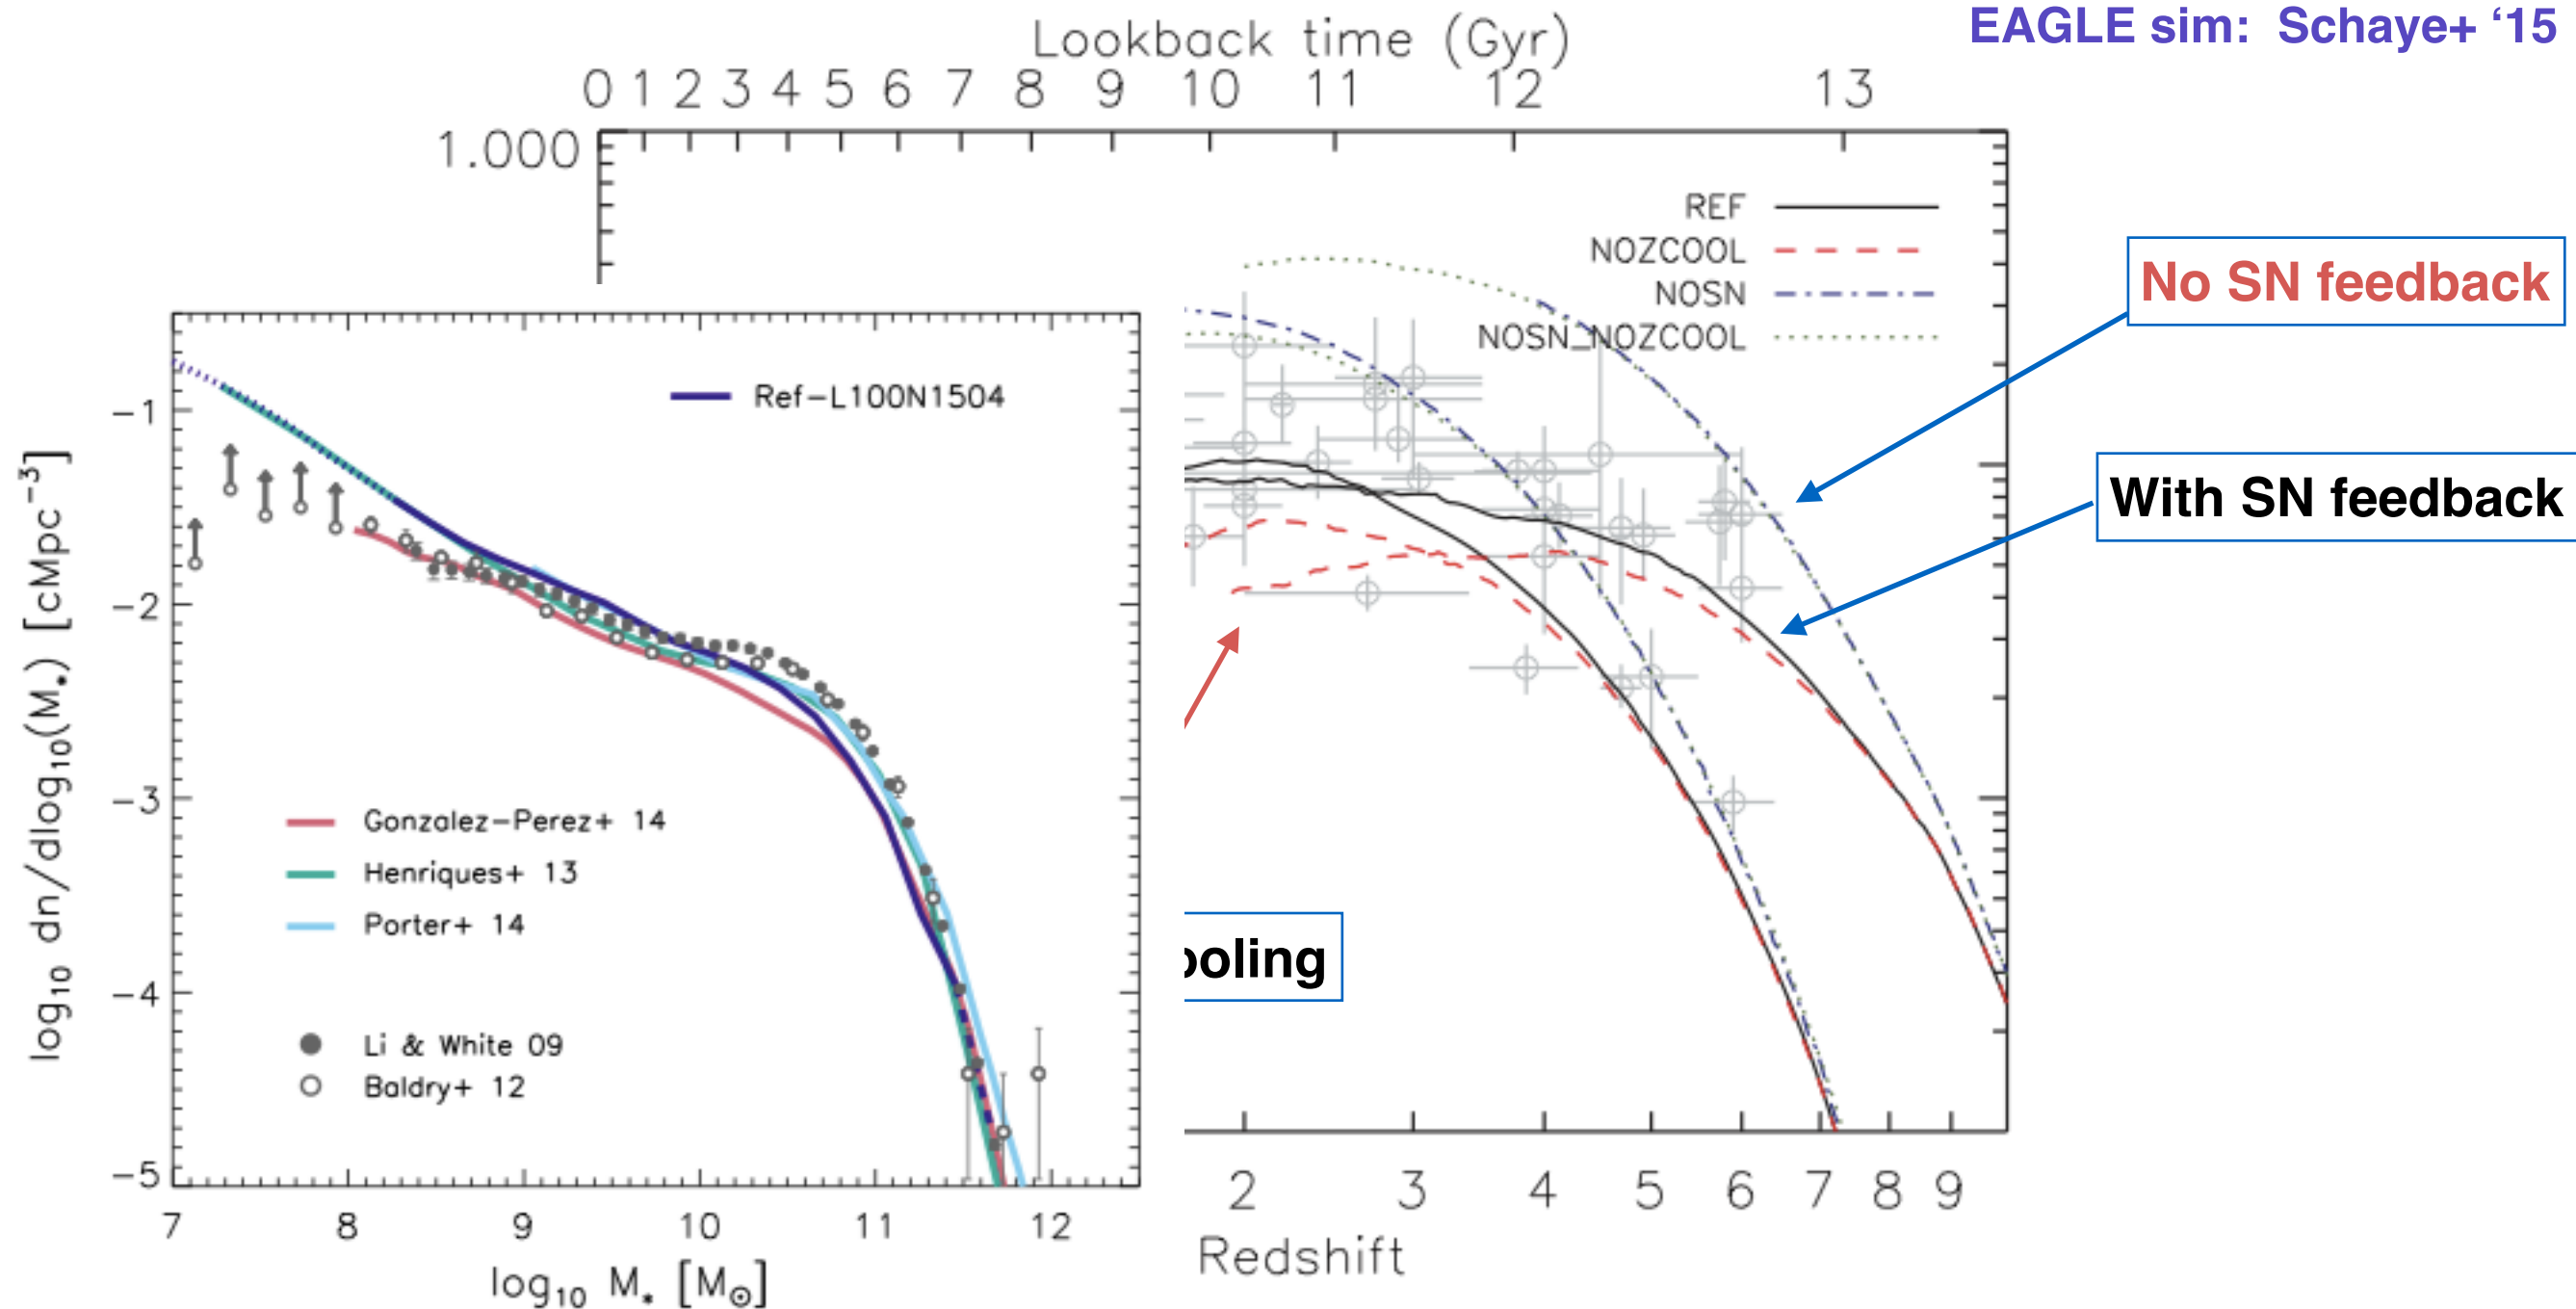 EAGLE sim: Schaye+ ‘15
Lookback time (Gyr)
0 1 2 3 4 5 6 7 8 9 10 11 12 13
1.000
REF
NOZCOOL
NOSN
NOSN_NOZCOOL
No SN feedback
With SN feedback
Ref-L100N1504
-1
-2
-3
-4
-5
log10 dn/dlog10(M*) [cMpc-3]
Gonzalez-Perez+ 14
Henriques+ 13
Porter+ 14
Li & White 09
Baldry+ 12
7 8 9 10 11 12
log10 M* [M⊙]
ooling
2 3 4 5 6 7 8 9
Redshift